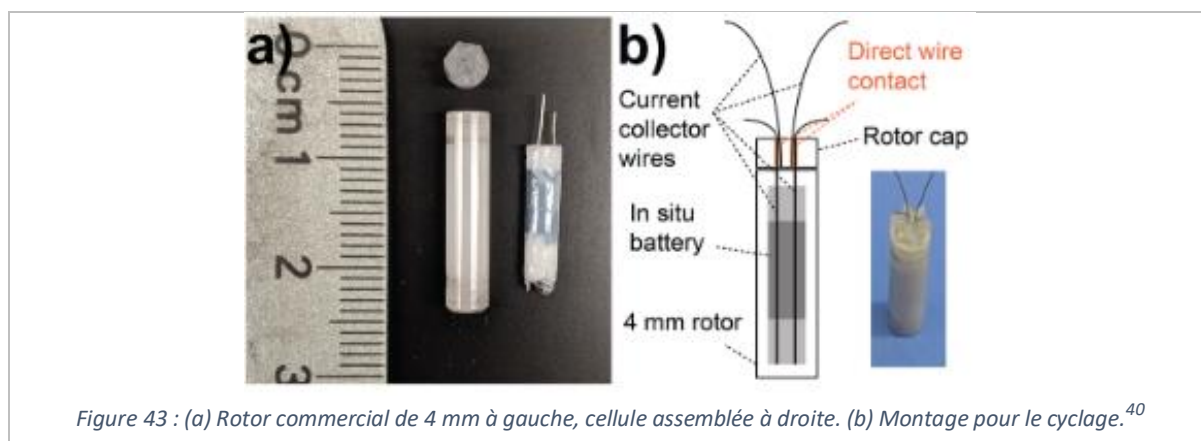 a)
0
cm
1
2
3
b)
Direct wire
contact
Current
collector
wires
Rotor cap
In situ
battery
4 mm rotor
Figure 43 : (a) Rotor commercial de 4 mm à gauche, cellule assemblée à droite. (b) Montage pour le cyclage.40